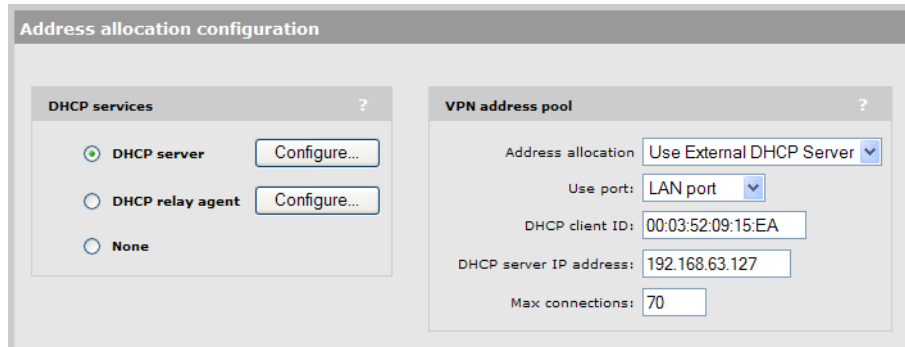 Address allocation configuration
DHCP services ?
DHCP server Configure...
DHCP relay agent Configure...
None
VPN address pool ?
Address allocation Use External DHCP Server
Use port: LAN port
DHCP client ID: 00:03:52:09:15:EA
DHCP server IP address: 192.168.63.127
Max connections: 70